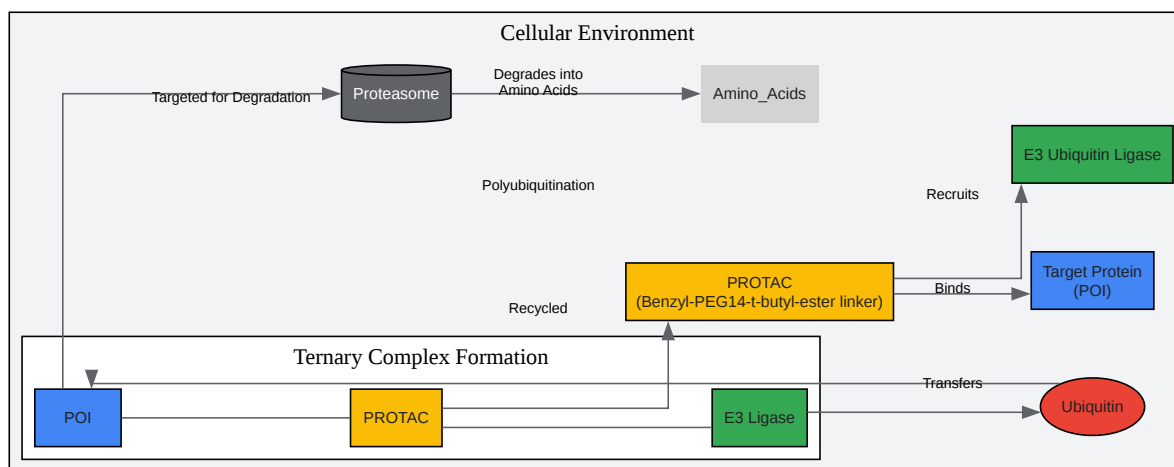 Cellular Environment
Degrades into
Amino Acids
Targeted for Degradation
Proteasome
Amino_Acids
E3 Ubiquitin Ligase
Polyubiquitination
Recruits
PROTAC
(Benzyl-PEG14-t-butyl-ester linker)
Binds
Target Protein
(POI)
Recycled
Ternary Complex Formation
Transfers
POI
PROTAC
E3 Ligase
Ubiquitin